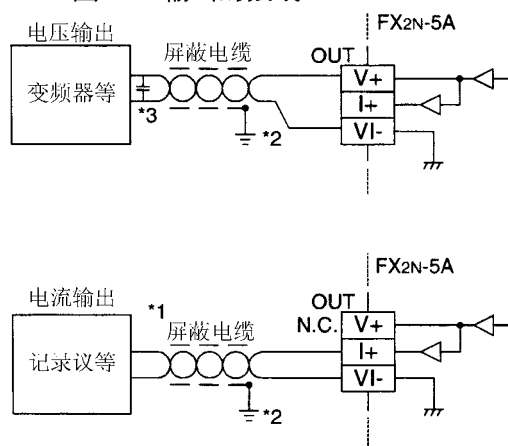 FX2N-5A
电压输出
屏蔽电缆
OUT
变频器等
V+
I+
VI-
*3
*2
FX2N-5A
电流输出
OUT
*1
屏蔽电缆
N.C.
V+
记录议等
I+
VI-
*2